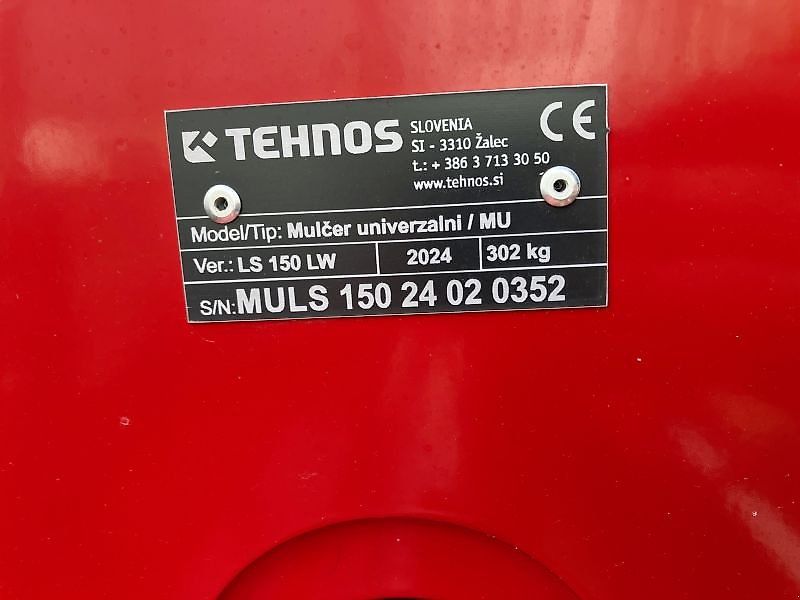 TEHNOS
SLOVENIA
SI - 3310 Žalec
t.: + 386 3 713 30 50
www.tehnos.si
CE
Model/Tip: Mulčer univerzalni / MU
Ver.: LS 150 LW 2024 302 kg
S/N: MULS 150 24 02 0352